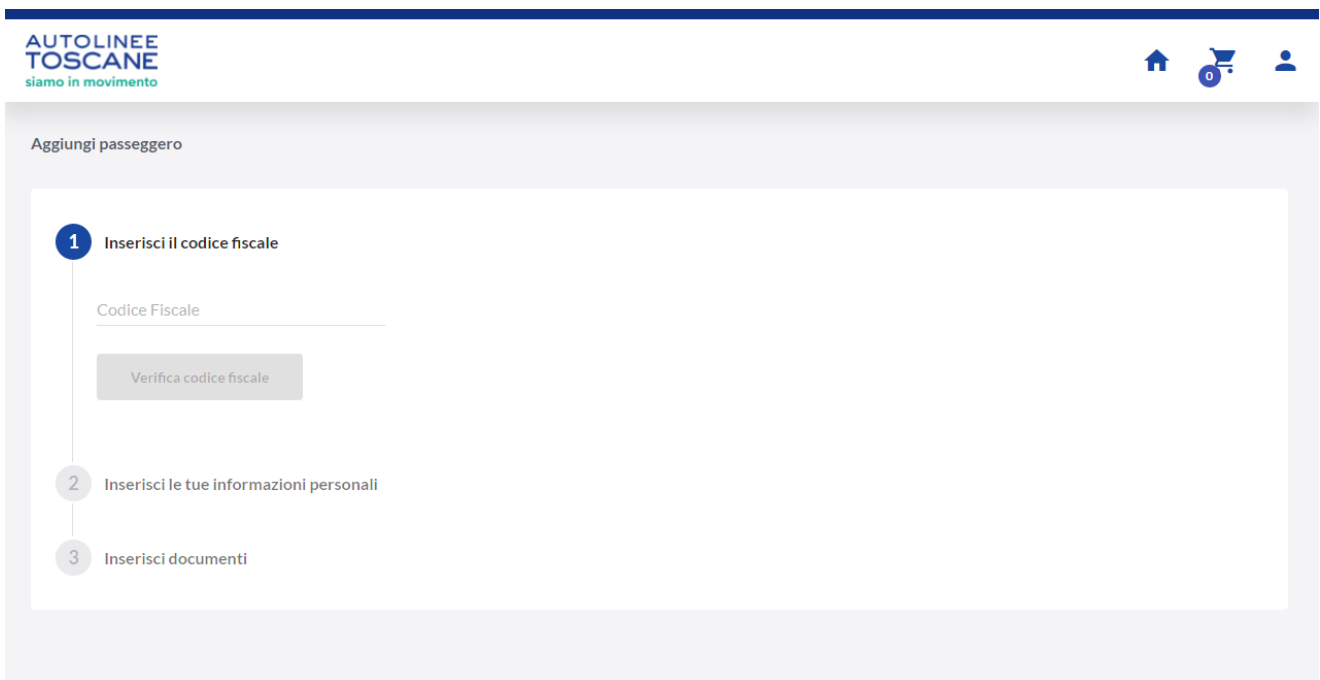 AUTOLINEE
TOSCANE
siamo in movimento
0
Aggiungi passeggero
1 Inserisci il codice fiscale
Codice Fiscale
Verifica codice fiscale
2 Inserisci le tue informazioni personali
3 Inserisci documenti